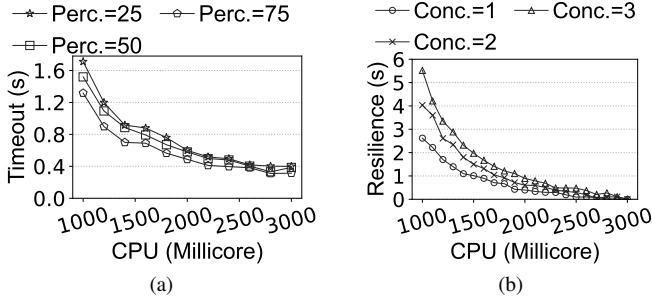 Perc.=25 Perc.=75
Perc.=50
Timeout (s)
1.6
1.2
0.8
0.4
0.0
1000 1500 2000 2500 3000
CPU (Millicore)
(a)
Conc.=1 Conc.=3
Conc.=2
Resilience (s)
6
5
4
3
2
1
0
1000 1500 2000 2500 3000
CPU (Millicore)
(b)